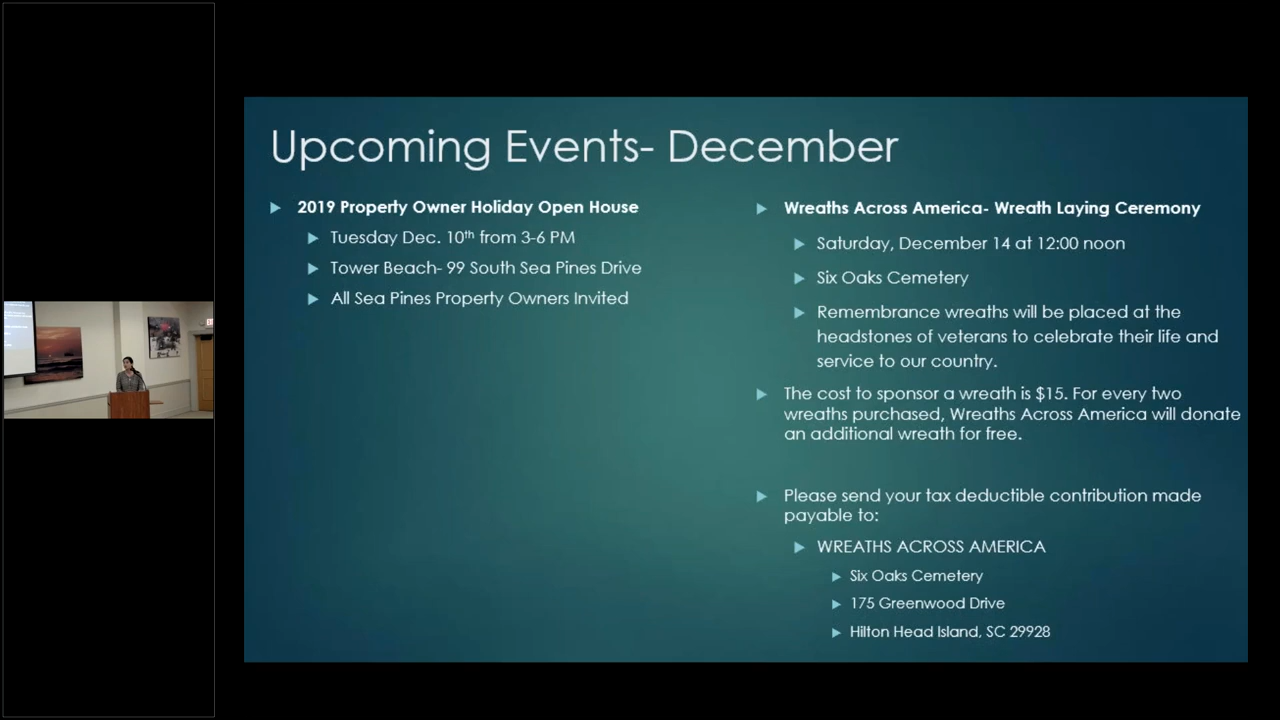 Upcoming Events- December
2019 Property Owner Holiday Open House
Tuesday Dec. 10th from 3-6 PM
Tower Beach- 99 South Sea Pines Drive
All Sea Pines Property Owners Invited
Wreaths Across America- Wreath Laying Ceremony
Saturday, December 14 at 12:00 noon
Six Oaks Cemetery
Remembrance wreaths will be placed at the
headstones of veterans to celebrate their life and
service to our country.
The cost to sponsor a wreath is $15. For every two
wreaths purchased, Wreaths Across America will donate
an additional wreath for free.
Please send your tax deductible contribution made
payable to:
WREATHS ACROSS AMERICA
Six Oaks Cemetery
175 Greenwood Drive
Hilton Head Island, SC 29928